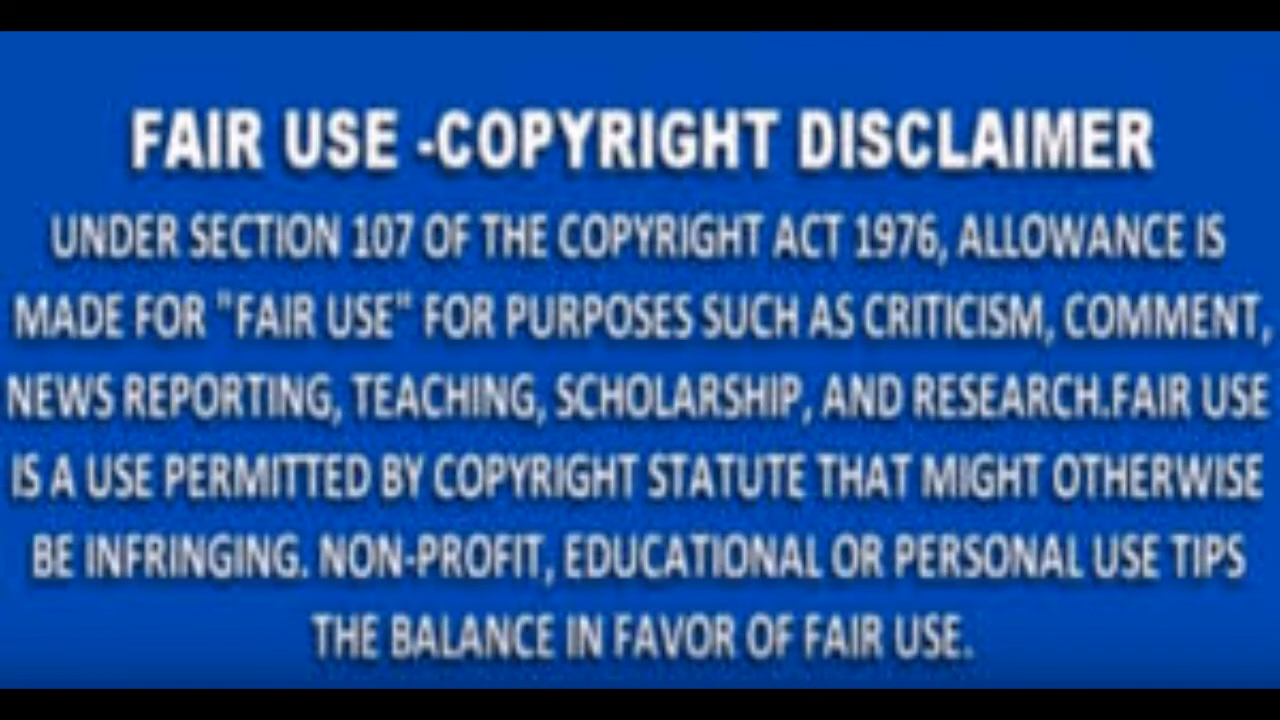 FAIR USE -COPYRIGHT DISCLAIMER
UNDER SECTION 107 OF THE COPYRIGHT ACT 1976, ALLOWANCE IS
MADE FOR "FAIR USE" FOR PURPOSES SUCH AS CRITICISM, COMMENT,
NEWS REPORTING, TEACHING, SCHOLARSHIP, AND RESEARCH.FAIR USE
IS A USE PERMITTED BY COPYRIGHT STATUTE THAT MIGHT OTHERWISE
BE INFRINGING. NON-PROFIT, EDUCATIONAL OR PERSONAL USE TIPS
THE BALANCE IN FAVOR OF FAIR USE.